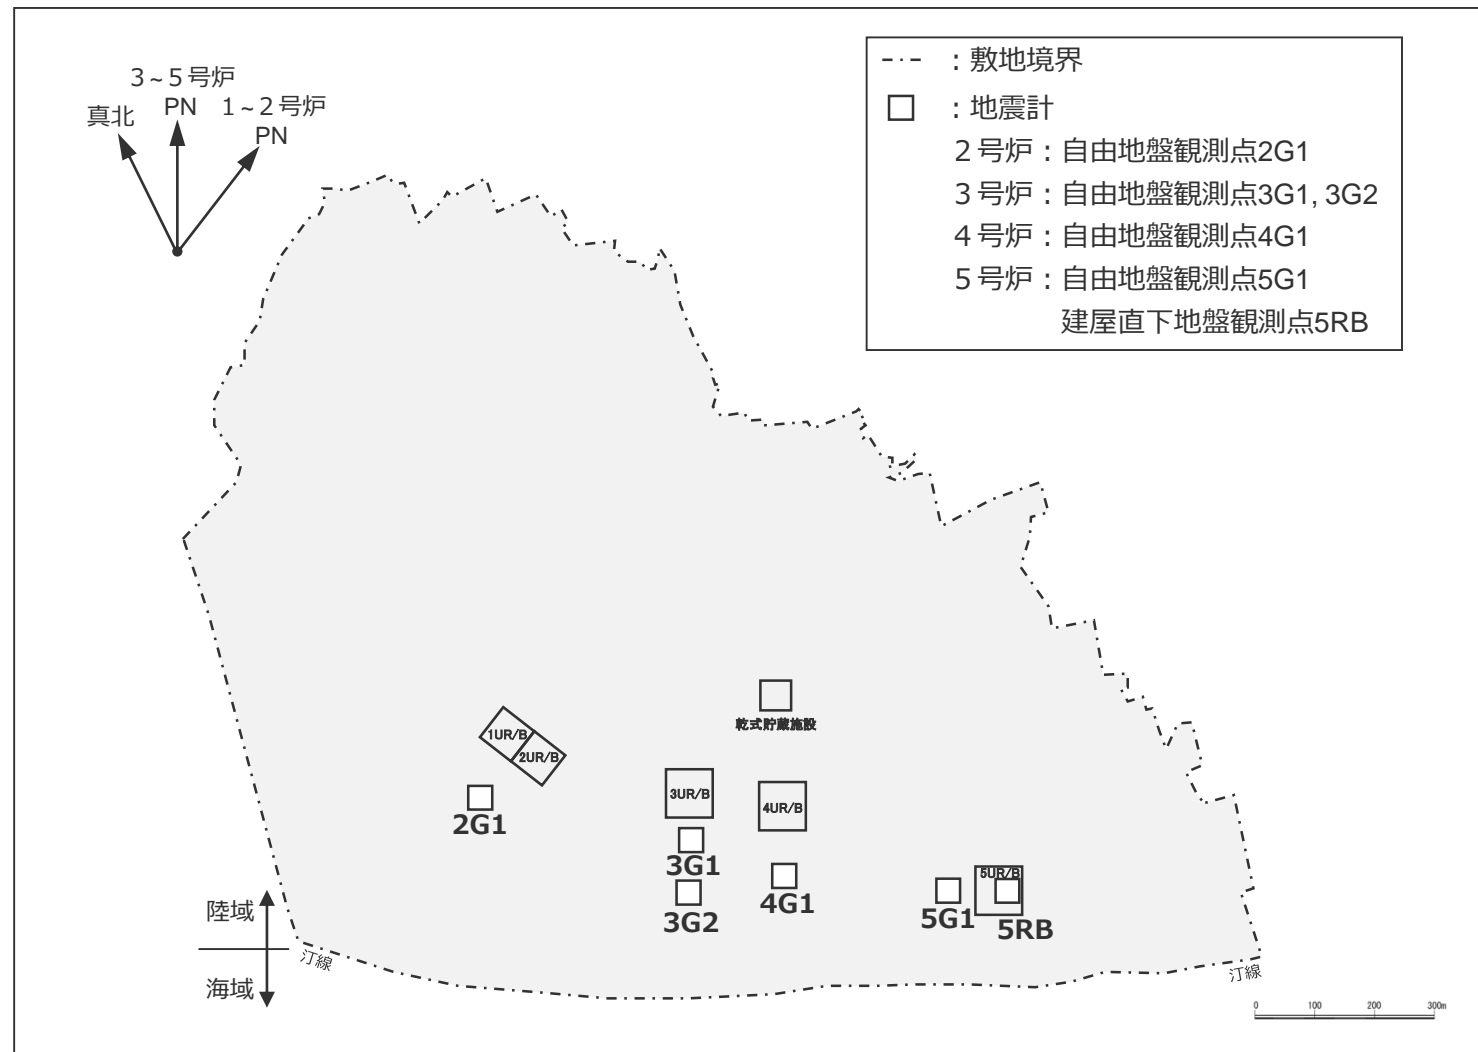 3~5号炉
PN
1~2号炉
PN
真北
：敷地境界
：地震計
2号炉：自由地盤観測点2G1
3号炉：自由地盤観測点3G1, 3G2
4号炉：自由地盤観測点4G1
5号炉：自由地盤観測点5G1
建屋直下地盤観測点5RB
乾式貯蔵施設
1UR/B
2UR/B
3UR/B
4UR/B
2G1
3G1
3G2
4G1
5UR/B
5G1
5RB
陸域
海域
汀線
汀線
0 100 200 300m